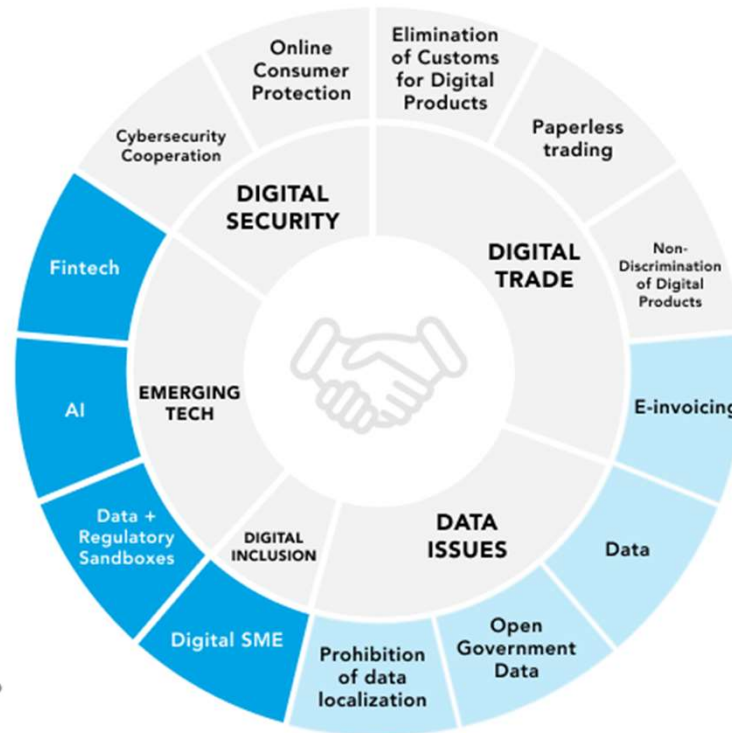 Online
Consumer
Protection
Elimination
of Customs
for Digital
Products
Paperless
trading
Non-
Discrimination
of Digital
Products
E-invoicing
Data
Open
Government
Data
Prohibition
of data
localization
Digital SME
Data +
Regulatory
Sandboxes
AI
Fintech
Cybersecurity
Cooperation
DIGITAL
SECURITY
DIGITAL
TRADE
DATA
ISSUES
DIGITAL
INCLUSION
EMERGING
TECH